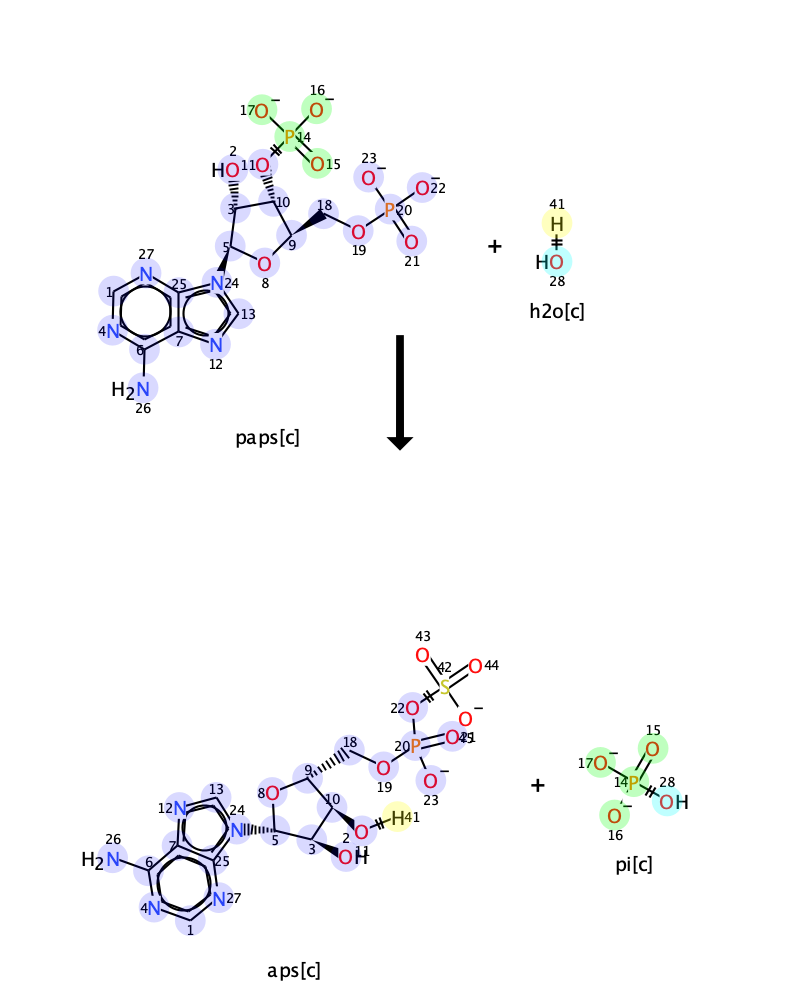 16
17 O− O−
2 P 14
HO 11 O O 15
23
O− O− 22
3 10 18 P 20
5 9 O O
8 O 19 21
27
1 N 25 N 24
4 N 7 13
6 N
12
H2N
26
41
+ H
HO
28
h2o[c]
paps[c]
43
O 42 O 44
S
22 O O−
18 20 P O 45 21
9 O O−
19 23
13 8 O 10
12 N 24 N O H 41
26 7 5 3 2 11
H2N 6 25 OH
4 N N 27
1
15
17 O− O
+ 14 P 28
OH
O−
16
pi[c]
aps[c]